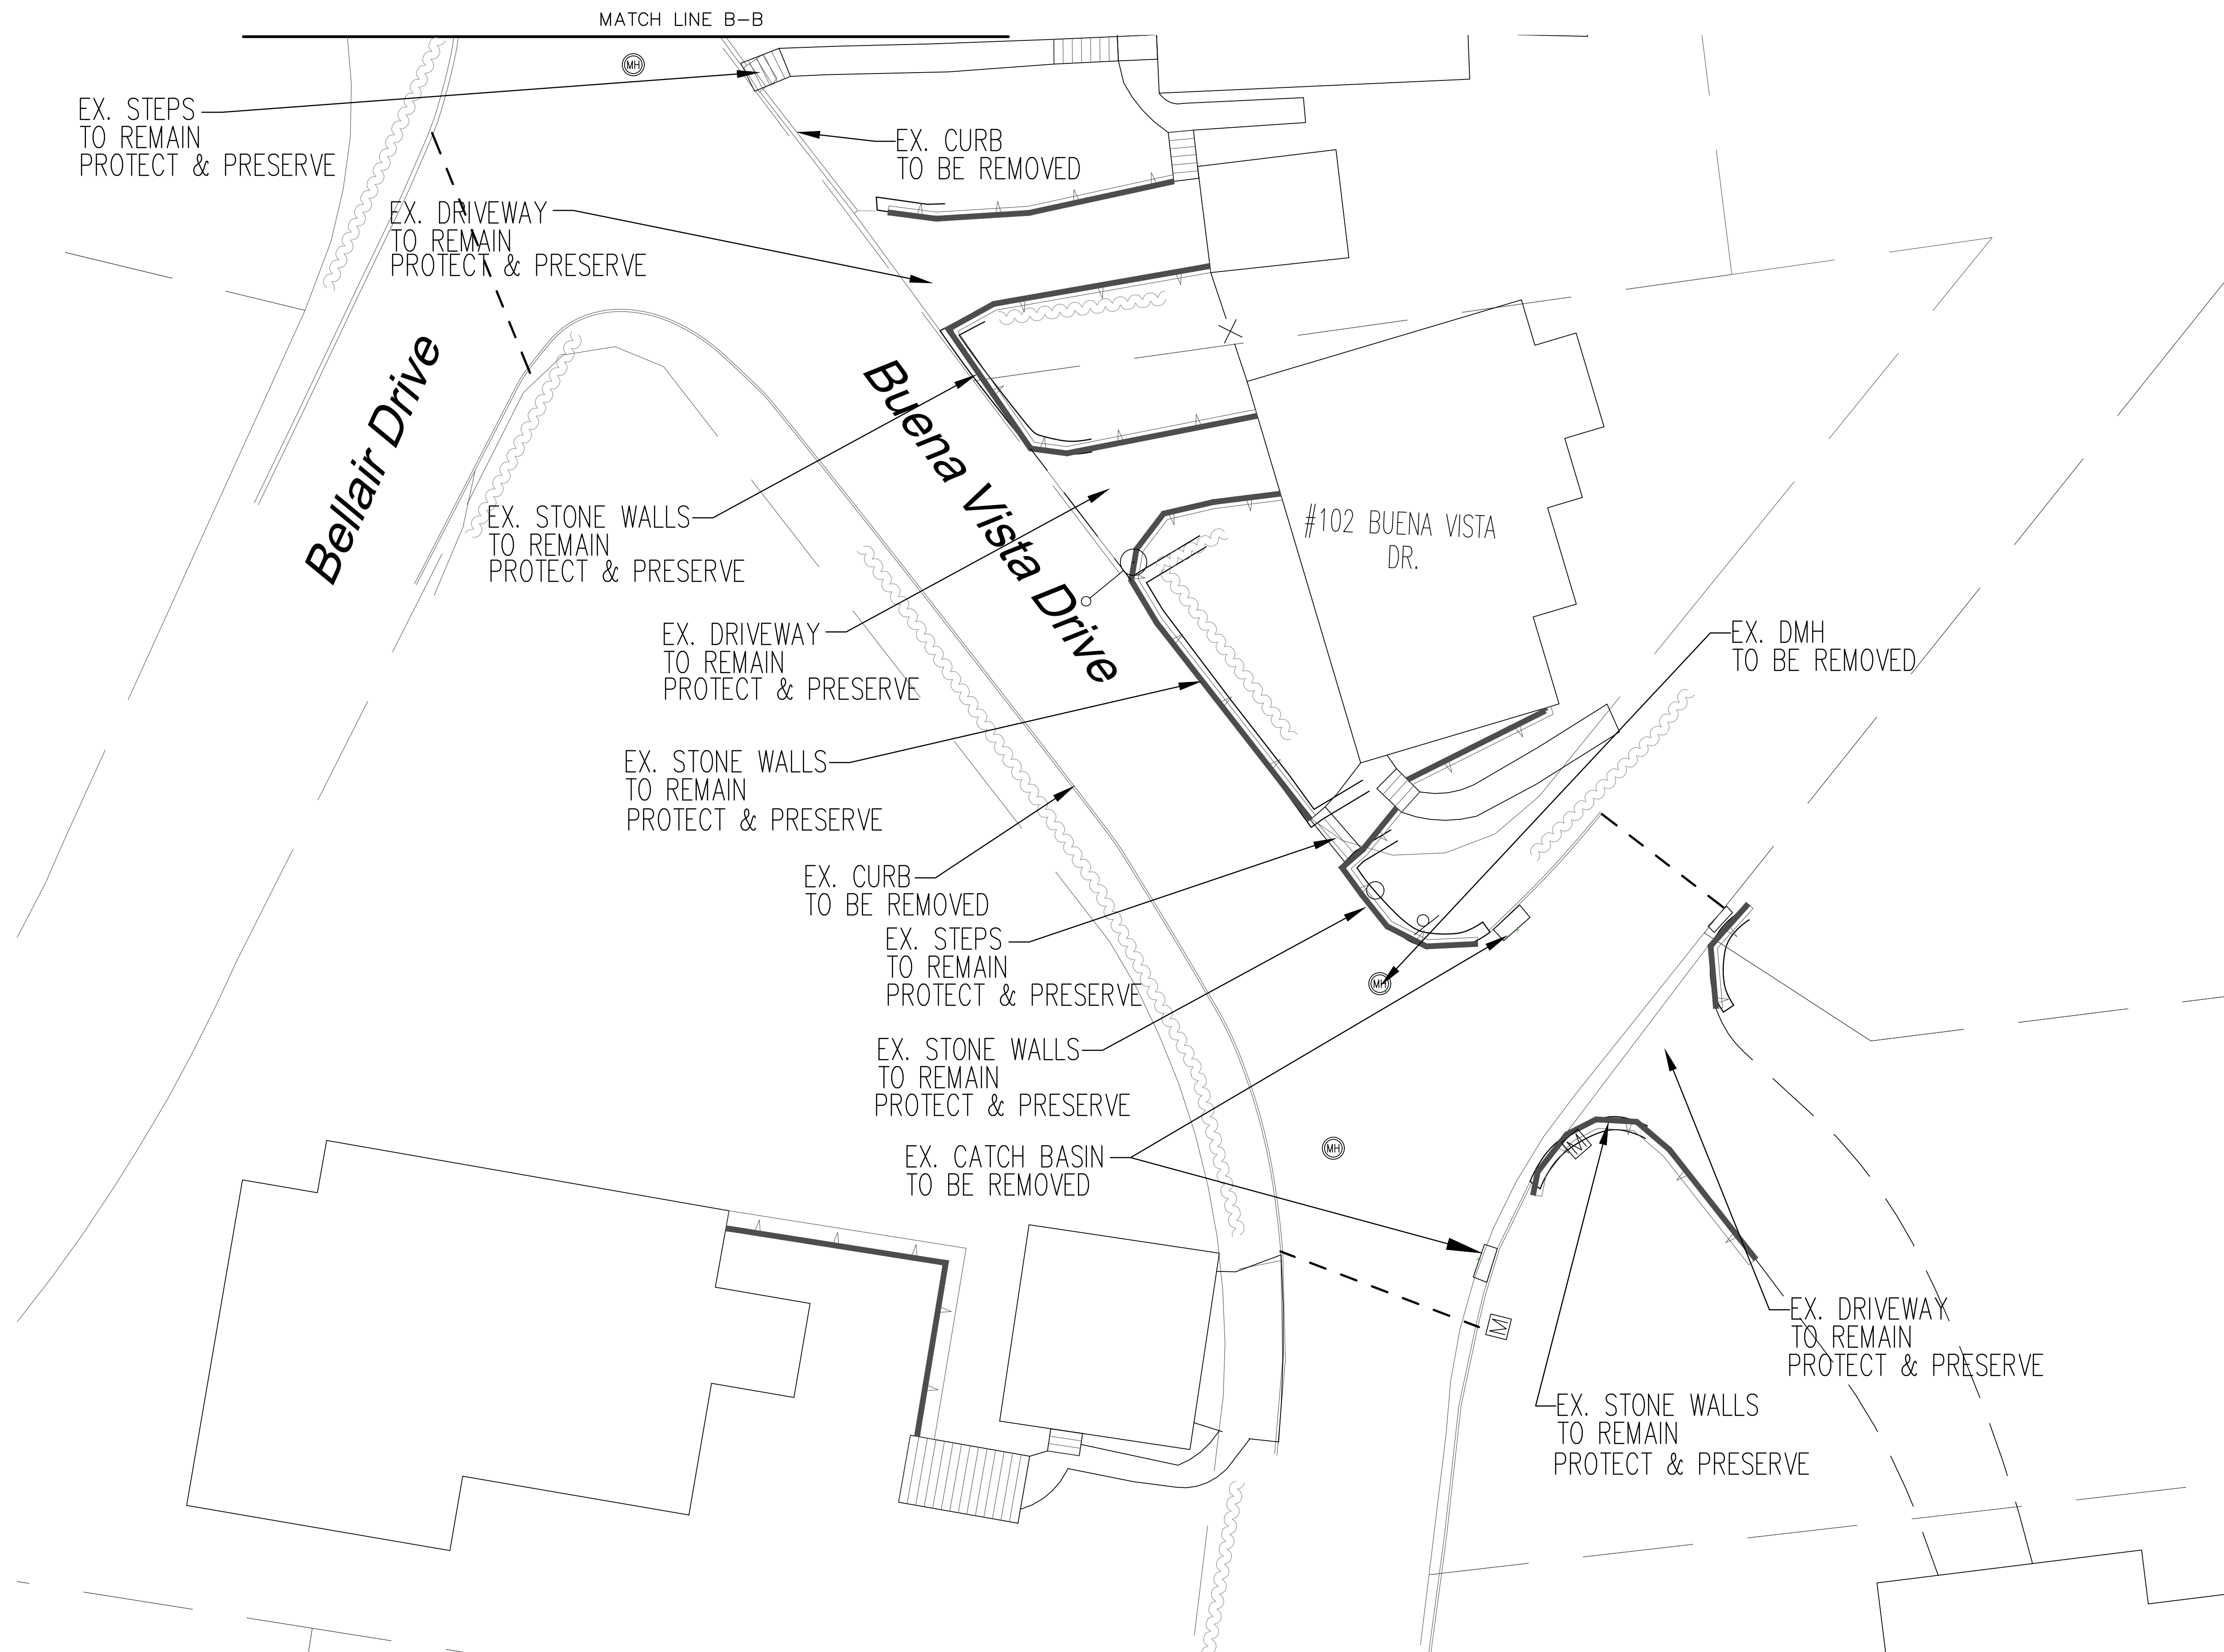 MATCH LINE B-B
MH
EX. STEPS
TO REMAIN
PROTECT & PRESERVE
EX. CURB
TO BE REMOVED
EX. DRIVEWAY
TO REMAIN
PROTECT & PRESERVE
Bellair Drive
Buena Vista Drive
EX. STONE WALLS
TO REMAIN
PROTECT & PRESERVE
#102 BUENA VISTA
DR.
EX. DRIVEWAY
TO REMAIN
PROTECT & PRESERVE
EX. DMH
TO BE REMOVED
EX. STONE WALLS
TO REMAIN
PROTECT & PRESERVE
EX. CURB
TO BE REMOVED
EX. STEPS
TO REMAIN
PROTECT & PRESERVE
MH
EX. STONE WALLS
TO REMAIN
PROTECT & PRESERVE
MH
M
EX. CATCH BASIN
TO BE REMOVED
M
EX. DRIVEWAY
TO REMAIN
PROTECT & PRESERVE
EX. STONE WALLS
TO REMAIN
PROTECT & PRESERVE